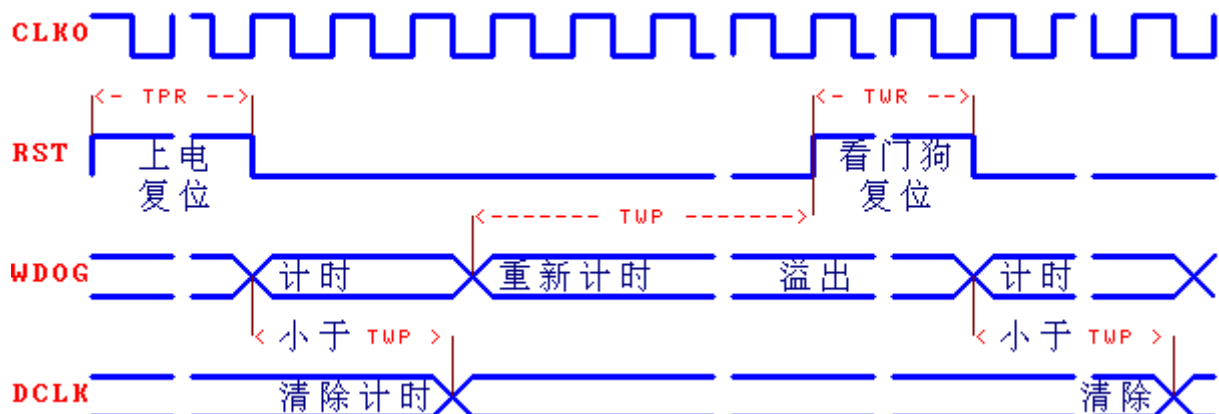 CLKO
<- TPR --> <- TWR -->
RST 上电 看门狗
复位 复位
<------ TWP ------->
WDOG 计时 重新计时 溢出 计时
< 小于 TWP > < 小于 TWP >
DCLK 清除计时 清除